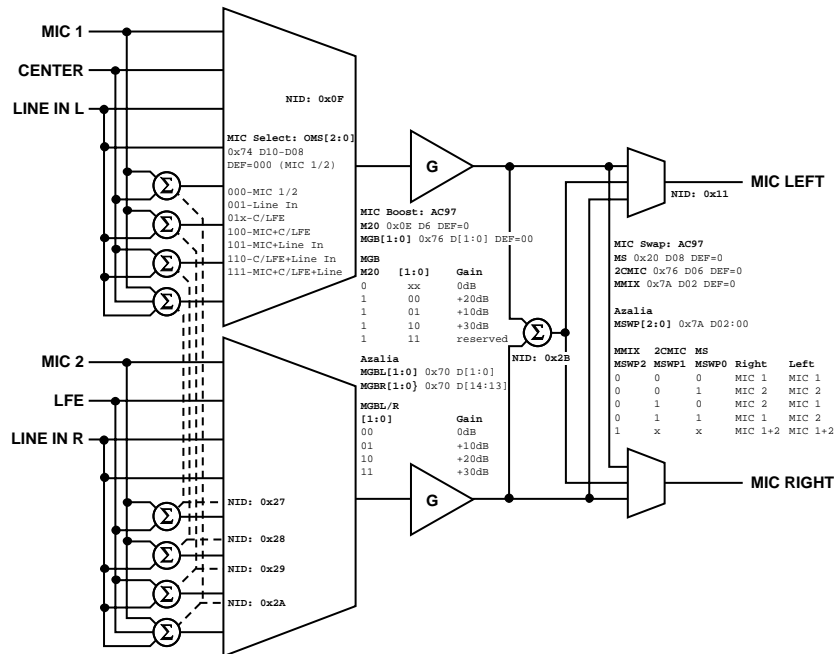 MIC 1
CENTER
LINE IN L
NID: 0x0F
MIC Select: OMS[2:0]
0x74 D10-D08
DEF=000 (MIC 1/2)
000-MIC 1/2
001-Line In
01x-C/LFE
100-MIC+C/LFE
101-MIC+Line In
110-C/LFE+Line In
111-MIC+C/LFE+Line
Σ
Σ
Σ
Σ
G
MIC Boost: AC97
M20 0x0E D6 DEF=0
MGB[1:0] 0x76 D[1:0] DEF=00
MGB
M20 [1:0] Gain
0 xx 0dB
1 00 +20dB
1 01 +10dB
1 10 +30dB
1 11 reserved
Azalia
MGBL[1:0] 0x70 D[1:0]
MGBR[1:0} 0x70 D[14:13]
MGBL/R
[1:0] Gain
00 0dB
01 +10dB
10 +20dB
11 +30dB
Σ
NID: 0x2B
NID: 0x11
MIC LEFT
MIC Swap: AC97
MS 0x20 D08 DEF=0
2CMIC 0x76 D06 DEF=0
MMIX 0x7A D02 DEF=0
Azalia
MSWP[2:0] 0x7A D02:00
MMIX 2CMIC MS
MSWP2 MSWP1 MSWP0 Right Left
0 0 0 MIC 1 MIC 1
0 0 1 MIC 2 MIC 2
0 1 0 MIC 2 MIC 1
0 1 1 MIC 1 MIC 2
1 x x MIC 1+2 MIC 1+2
MIC 2
LFE
LINE IN R
NID: 0x27
Σ
NID: 0x28
Σ
NID: 0x29
Σ
NID: 0x2A
Σ
G
MIC RIGHT